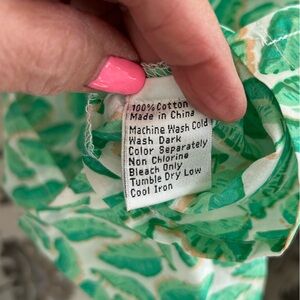 100% Cotton
Made in China
Machine Wash Cold
Wash Dark
Color Separately
Non Chlorine
Bleach Only
Tumble Dry Low
Cool Iron